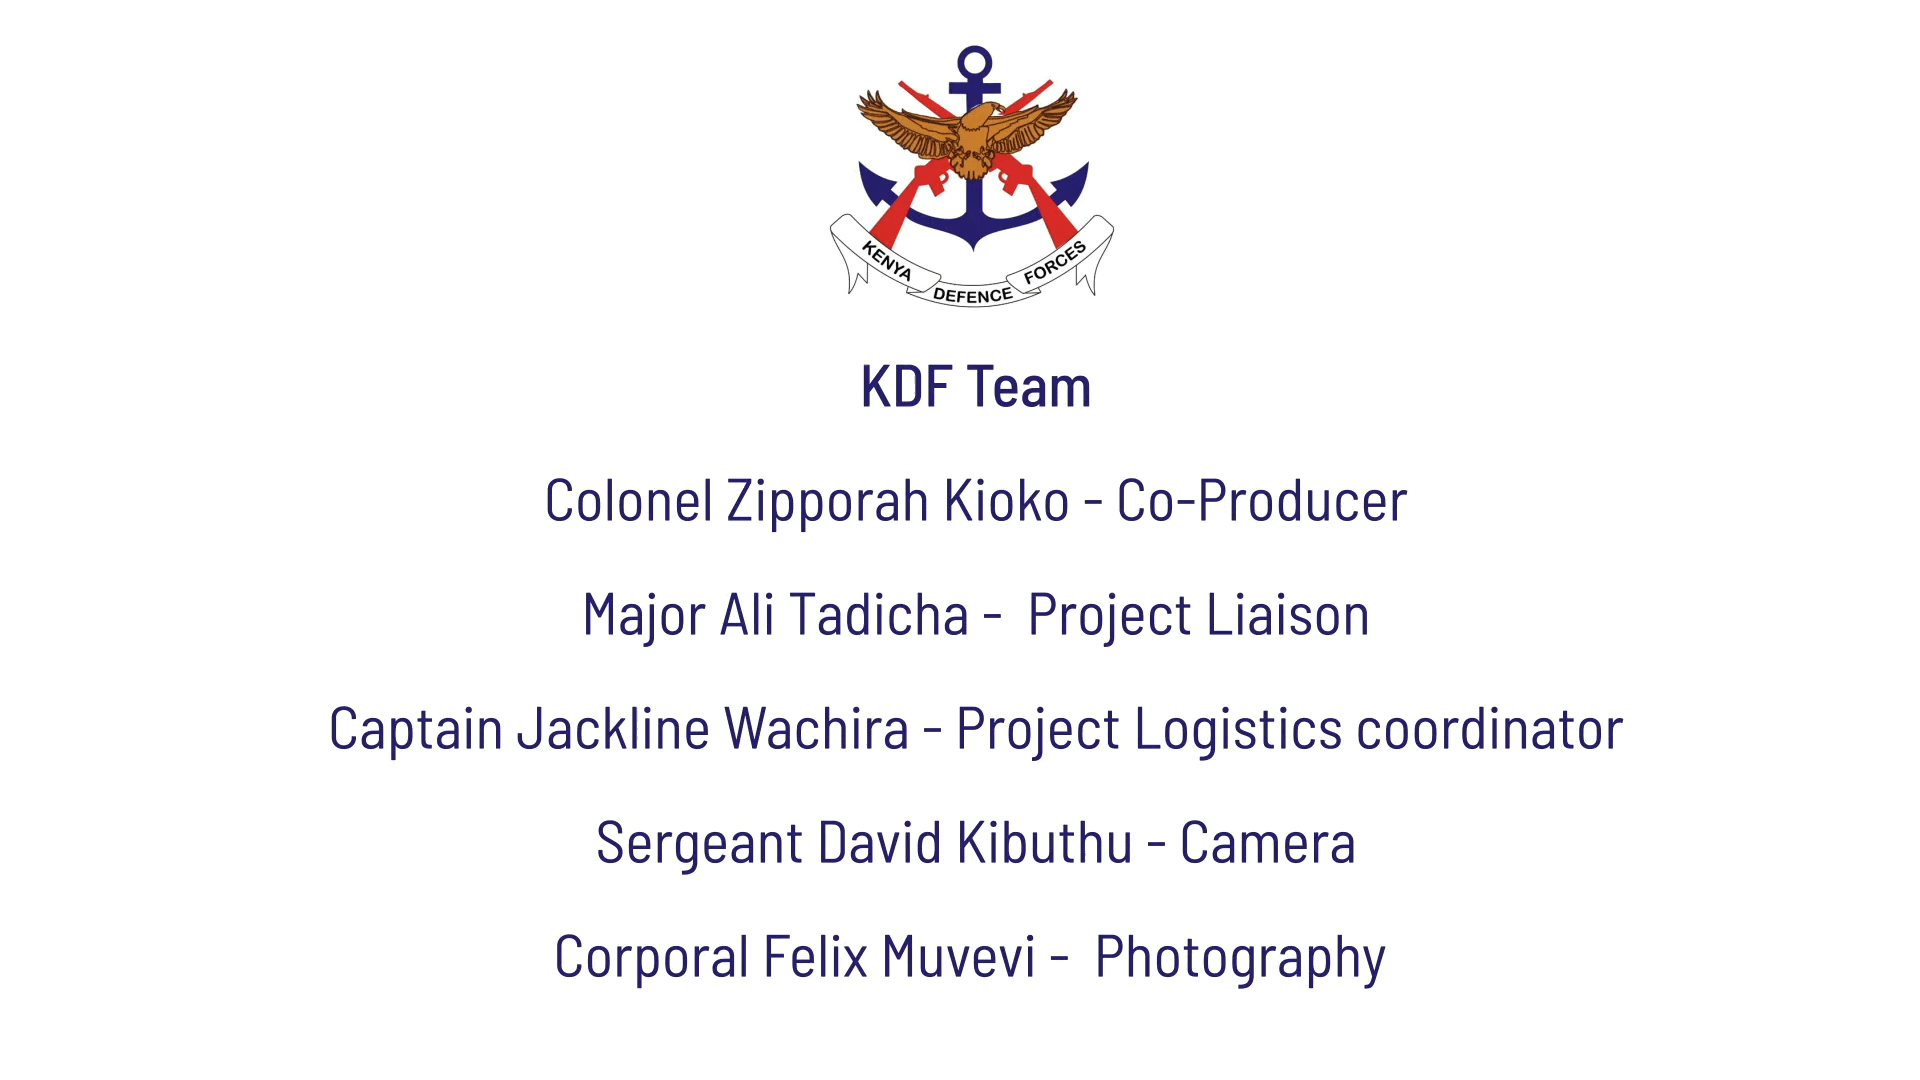 KENYA DEFENCE FORCES
KDF Team
Colonel Zipporah Kioko - Co-Producer
Major Ali Tadicha -  Project Liaison
Captain Jackline Wachira - Project Logistics coordinator
Sergeant David Kibuthu - Camera
Corporal Felix Muvevi -  Photography